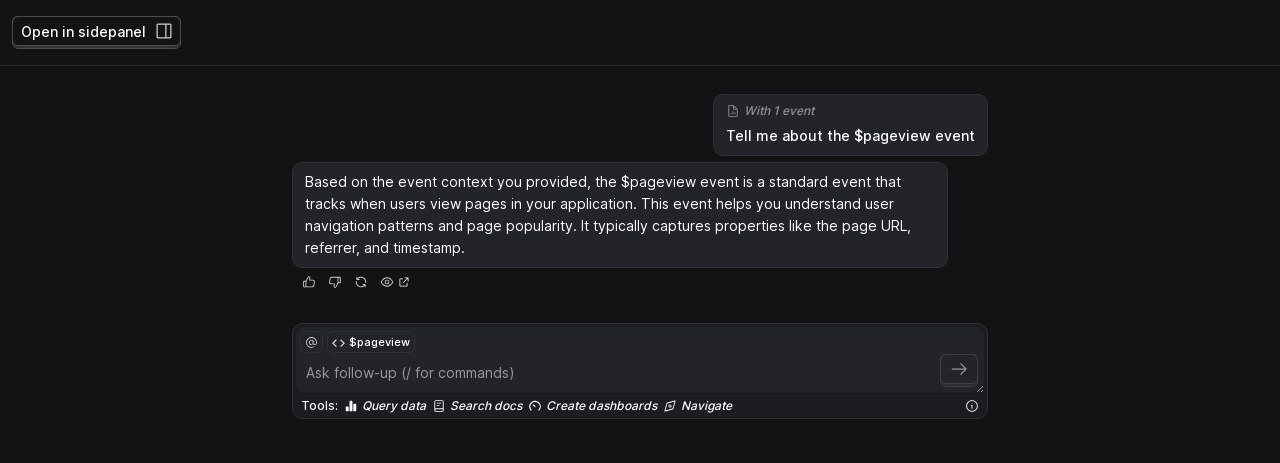 Open in sidepanel
With 1 event
Tell me about the $pageview event
Based on the event context you provided, the $pageview event is a standard event that
tracks when users view pages in your application. This event helps you understand user
navigation patterns and page popularity. It typically captures properties like the page URL,
referrer, and timestamp.
@ $pageview
Ask follow-up (/ for commands)
Tools: Query data Search docs Create dashboards Navigate